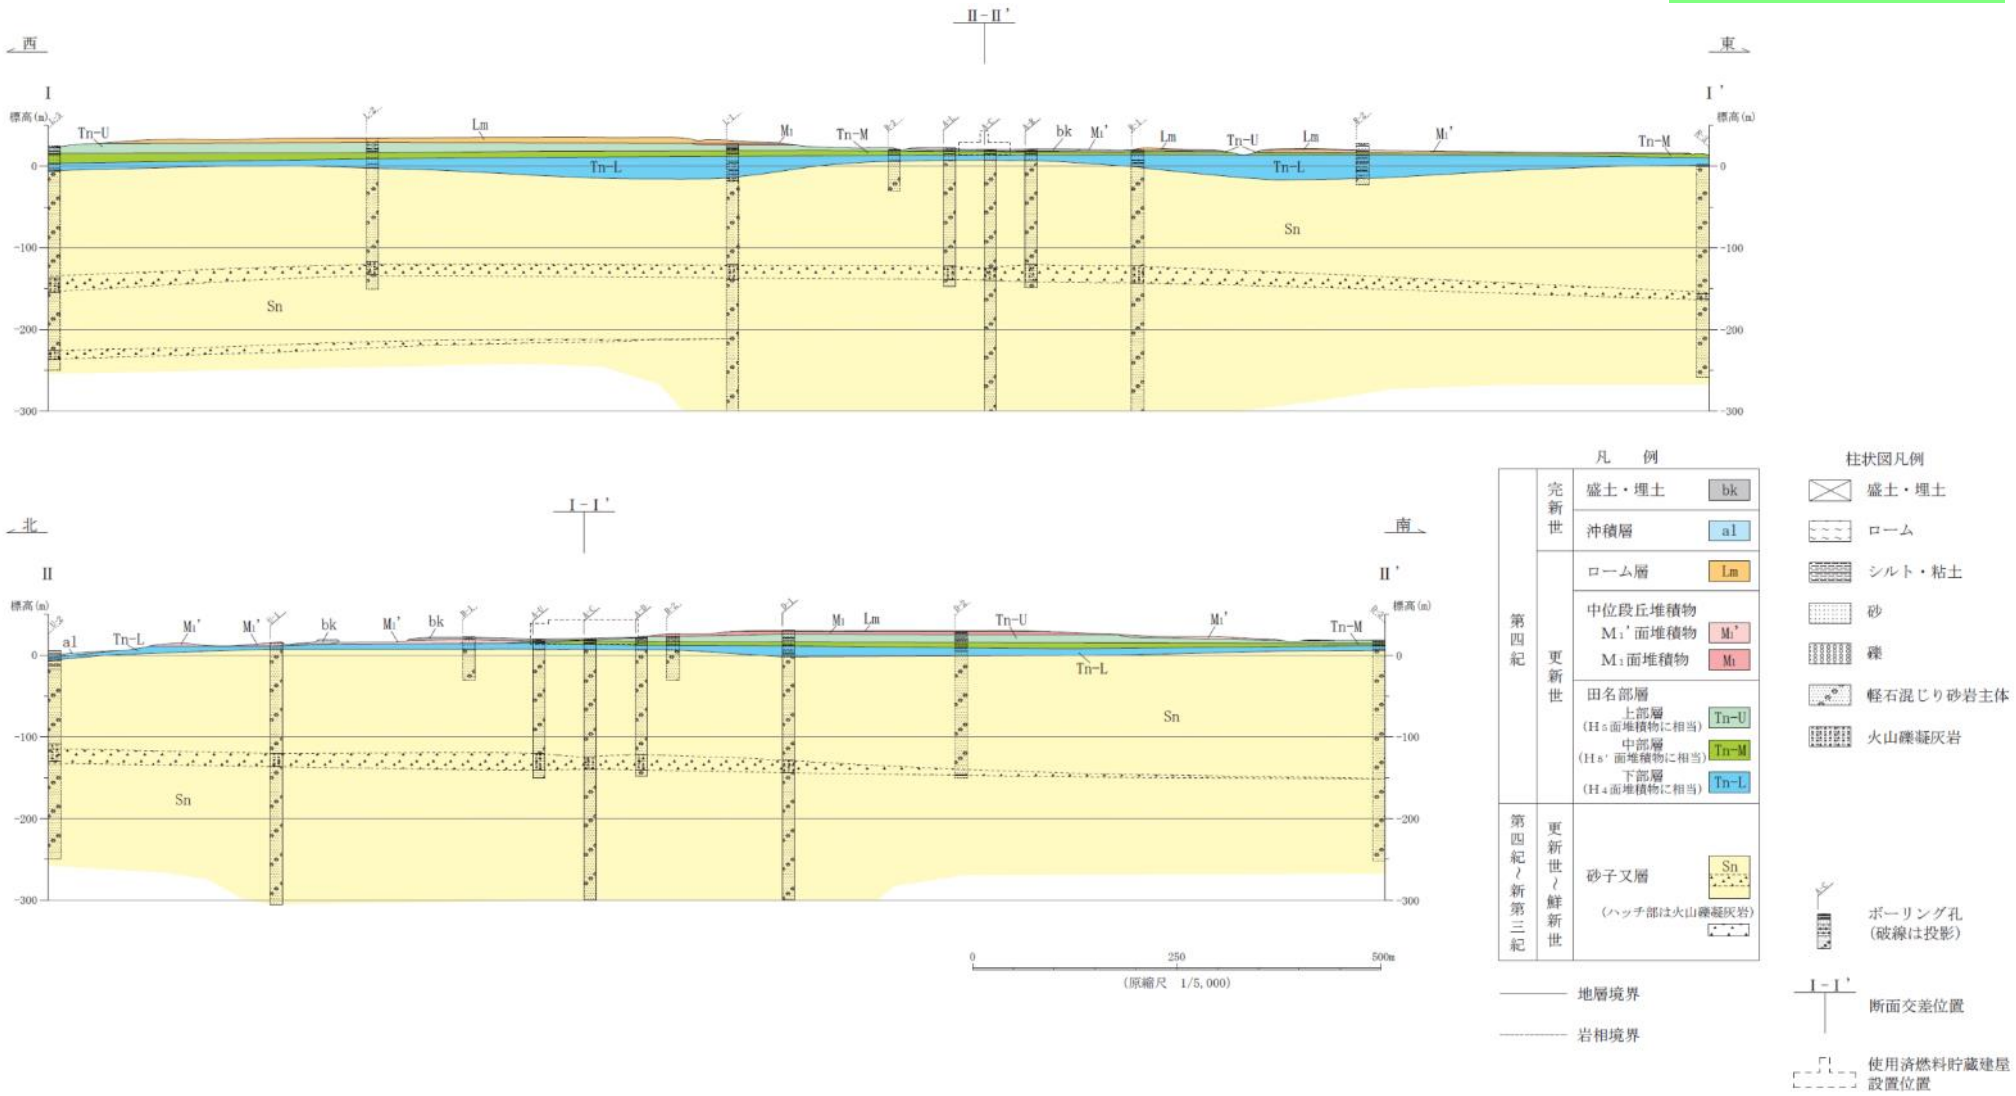 II-II'
西
東
I
I'
標高(m)
標高(m)
Tn-U
Lm
M₁
Tn-M
bk
M₁'
Lm
Tn-U
Lm
M₁'
Tn-M
0
Tn-L
Tn-L
0
Sn
-100
-100
Sn
-200
-200
-300
-300
I-I'
北
南
II
II'
標高(m)
標高(m)
al
Tn-L
M₁'
M₁'
bk
M₁'
bk
M₁
Lm
Tn-U
M₁'
Tn-M
0
0
Tn-L
Sn
-100
-100
Sn
-200
-200
-300
-300
0 250 500m
(原縮尺 1/5,000)
凡 例
第四紀
完新世
盛土・埋土 bk
沖積層 al
更新世
ローム層 Lm
中位段丘堆積物
M₁'面堆積物 M₁'
M₁面堆積物 M₁
田名部層
上部層
(H₅面堆積物に相当) Tn-U
中部層
(H₅'面堆積物に相当) Tn-M
下部層
(H₄面堆積物に相当) Tn-L
第四紀~新第三紀
更新世~鮮新世
砂子又層 Sn
(ハッチ部は火山礫凝灰岩)
地層境界
岩相境界
柱状図凡例
盛土・埋土
ローム
シルト・粘土
砂
礫
軽石混じり砂岩主体
火山礫凝灰岩
A-C
ボーリング孔
(破線は投影)
I-I'
断面交差位置
使用済燃料貯蔵建屋
設置位置